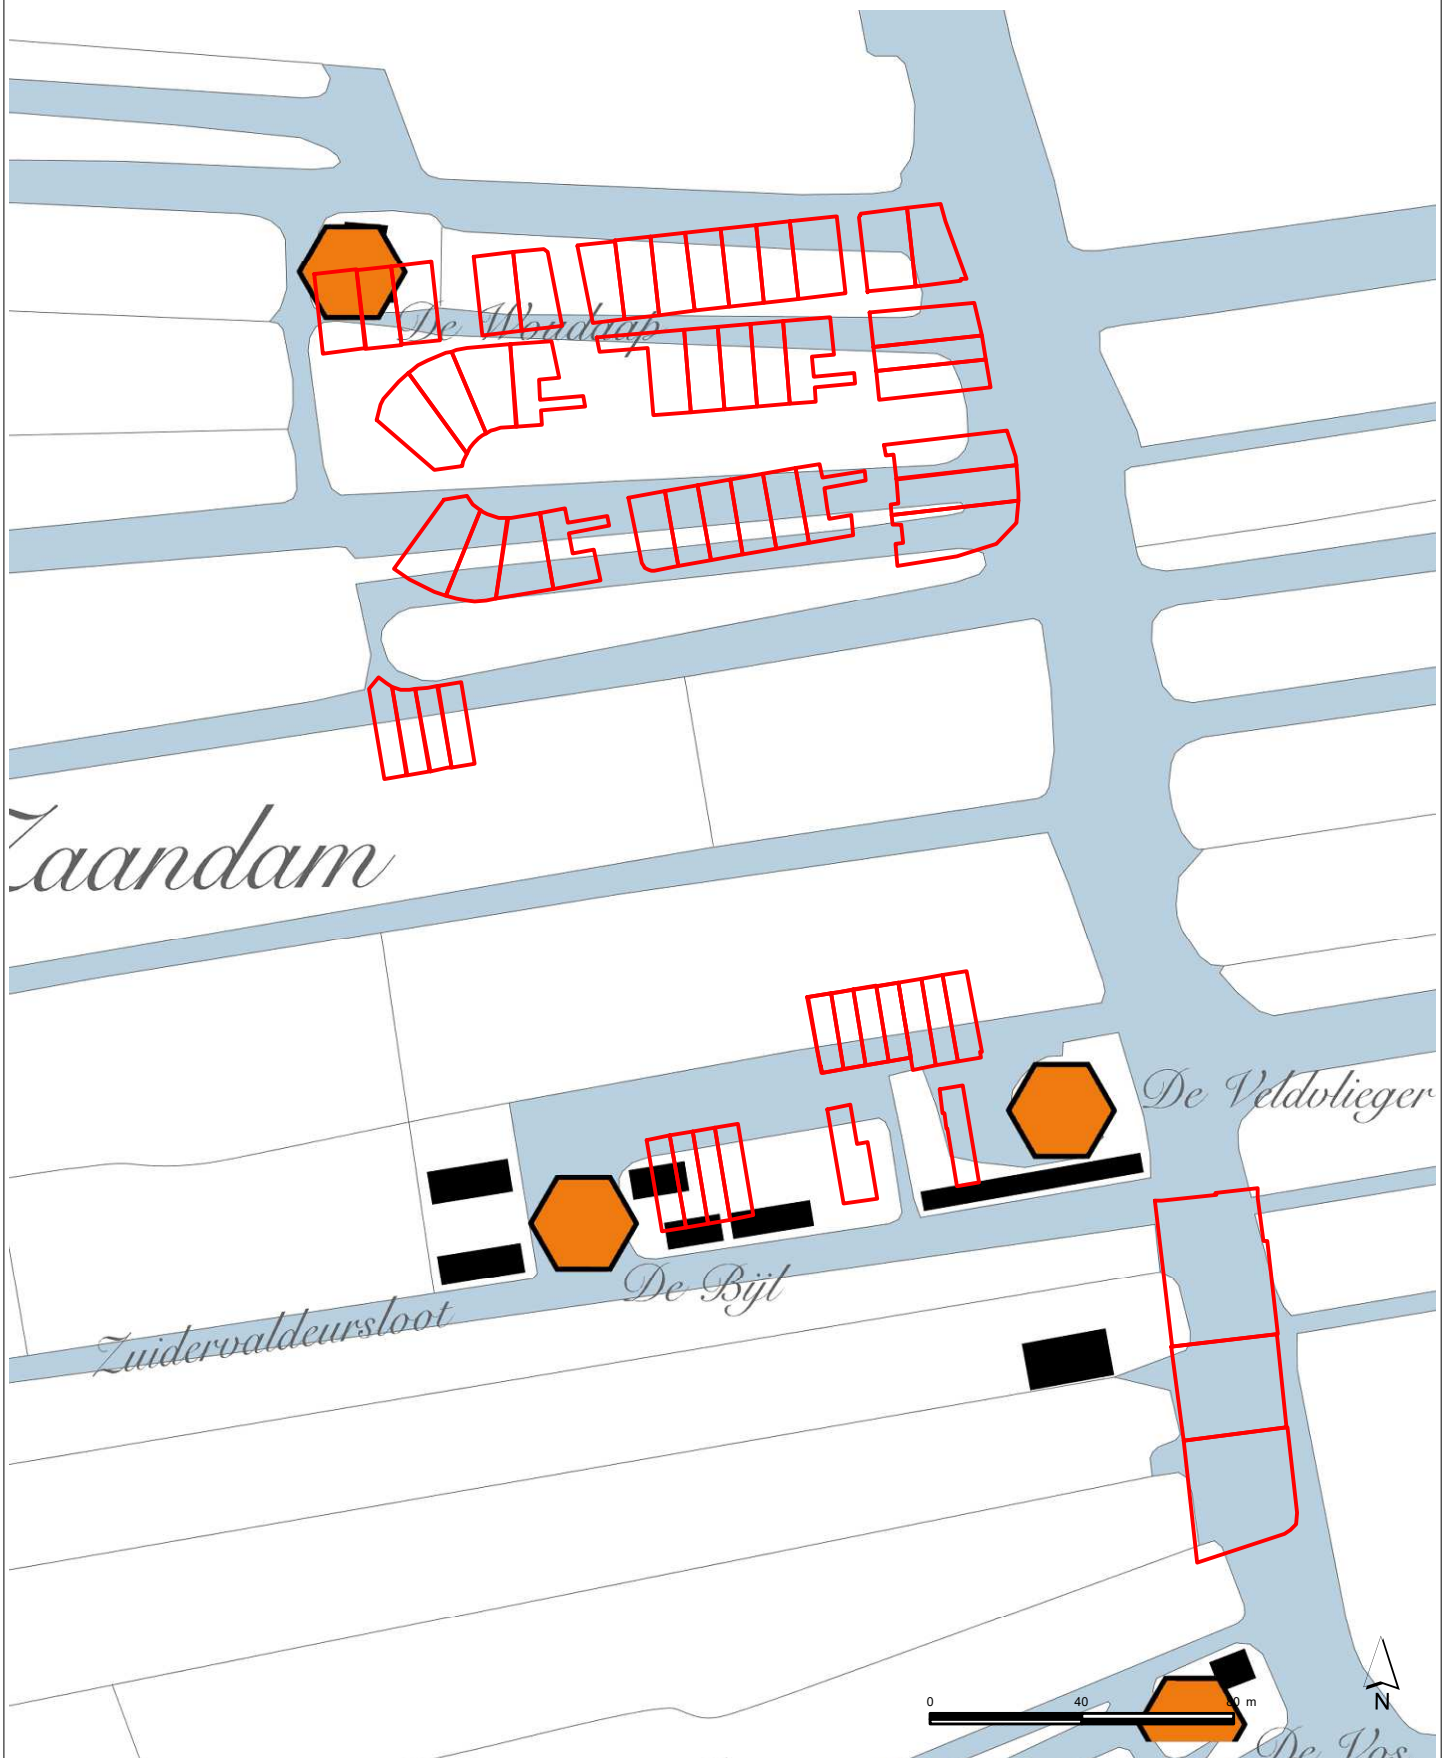 De Woudaap
Zaandam
De Veldvlieger
De Bijl
Zuidervaldeursloot
0 40 80 m
N
De Vos